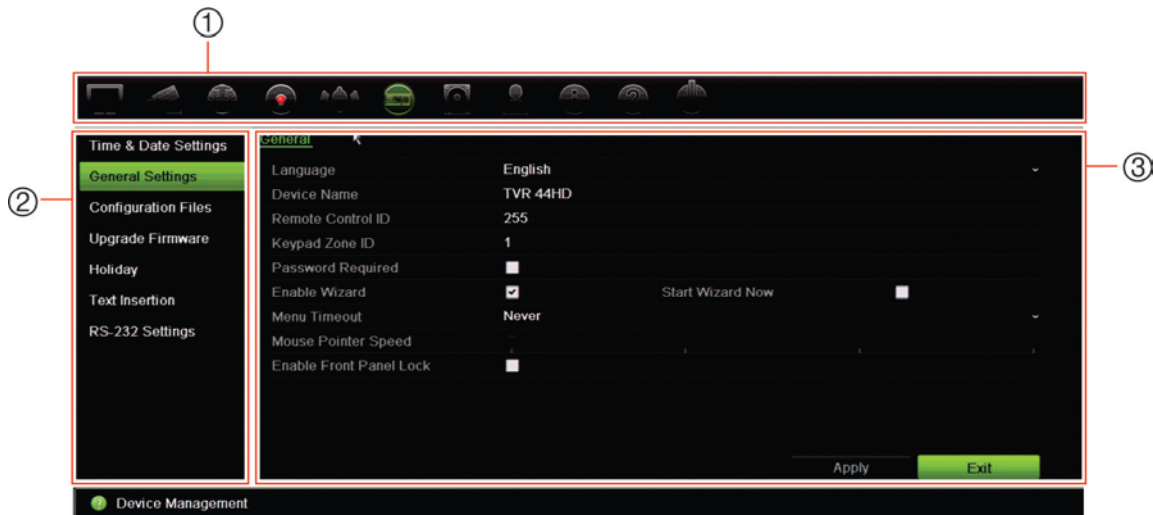 ①
Time & Date Settings
General Settings
Configuration Files
Upgrade Firmware
Holiday
Text Insertion
RS-232 Settings
②
General
Language English
Device Name TVR 44HD
Remote Control ID 255
Keypad Zone ID 1
Password Required
Enable Wizard Start Wizard Now
Menu Timeout Never
Mouse Pointer Speed
Enable Front Panel Lock
Apply Exit
③
Device Management